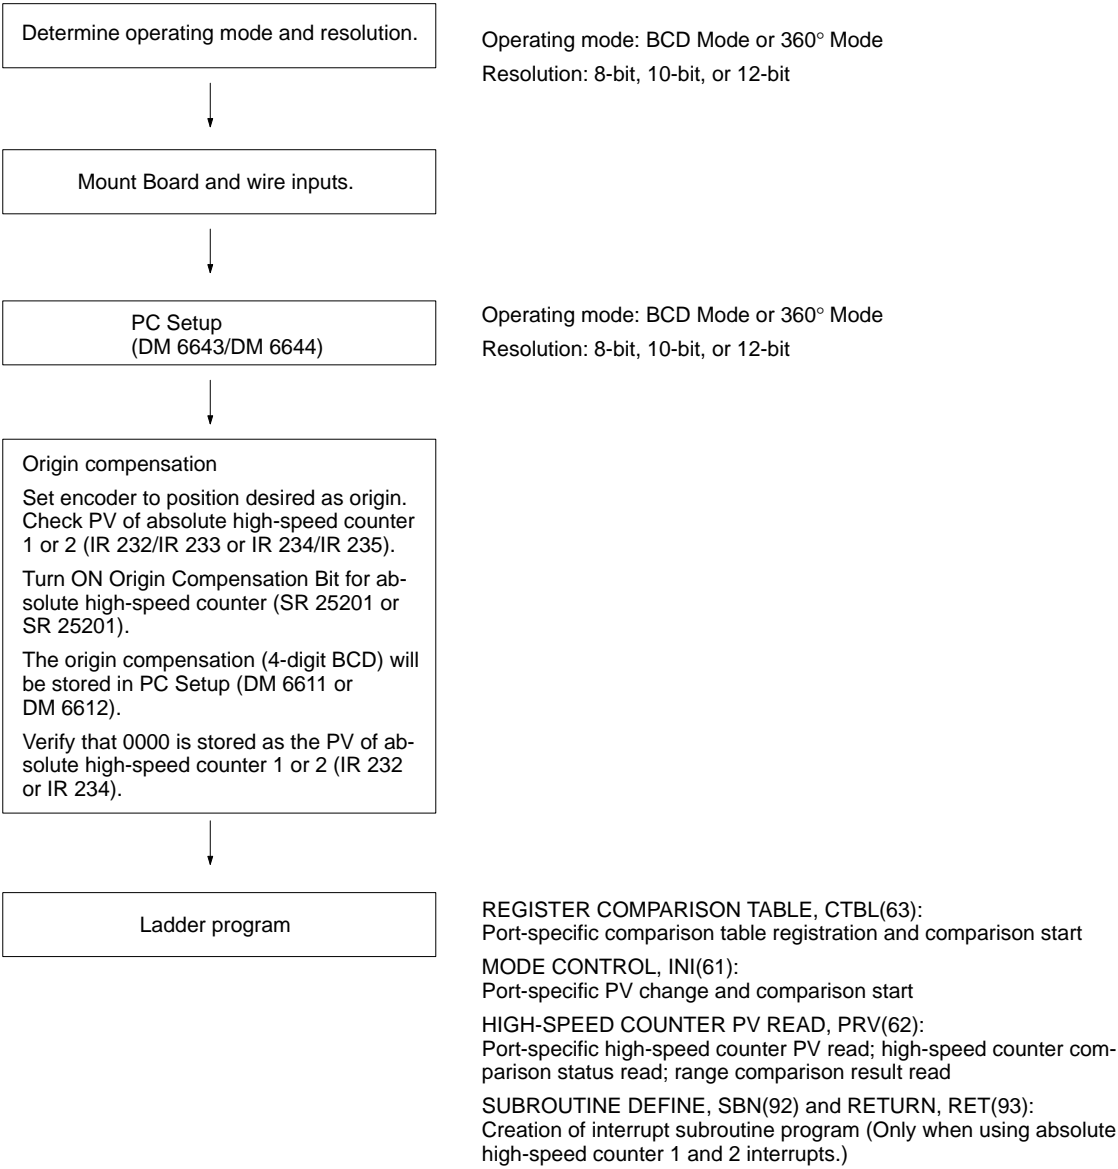 Determine operating mode and resolution.
Operating mode: BCD Mode or 360° Mode
Resolution: 8-bit, 10-bit, or 12-bit
Mount Board and wire inputs.
PC Setup
(DM 6643/DM 6644)
Operating mode: BCD Mode or 360° Mode
Resolution: 8-bit, 10-bit, or 12-bit
Origin compensation
Set encoder to position desired as origin.
Check PV of absolute high-speed counter
1 or 2 (IR 232/IR 233 or IR 234/IR 235).
Turn ON Origin Compensation Bit for ab-
solute high-speed counter (SR 25201 or
SR 25201).
The origin compensation (4-digit BCD) will
be stored in PC Setup (DM 6611 or
DM 6612).
Verify that 0000 is stored as the PV of ab-
solute high-speed counter 1 or 2 (IR 232
or IR 234).
Ladder program
REGISTER COMPARISON TABLE, CTBL(63):
Port-specific comparison table registration and comparison start
MODE CONTROL, INI(61):
Port-specific PV change and comparison start
HIGH-SPEED COUNTER PV READ, PRV(62):
Port-specific high-speed counter PV read; high-speed counter com-
parison status read; range comparison result read
SUBROUTINE DEFINE, SBN(92) and RETURN, RET(93):
Creation of interrupt subroutine program (Only when using absolute
high-speed counter 1 and 2 interrupts.)